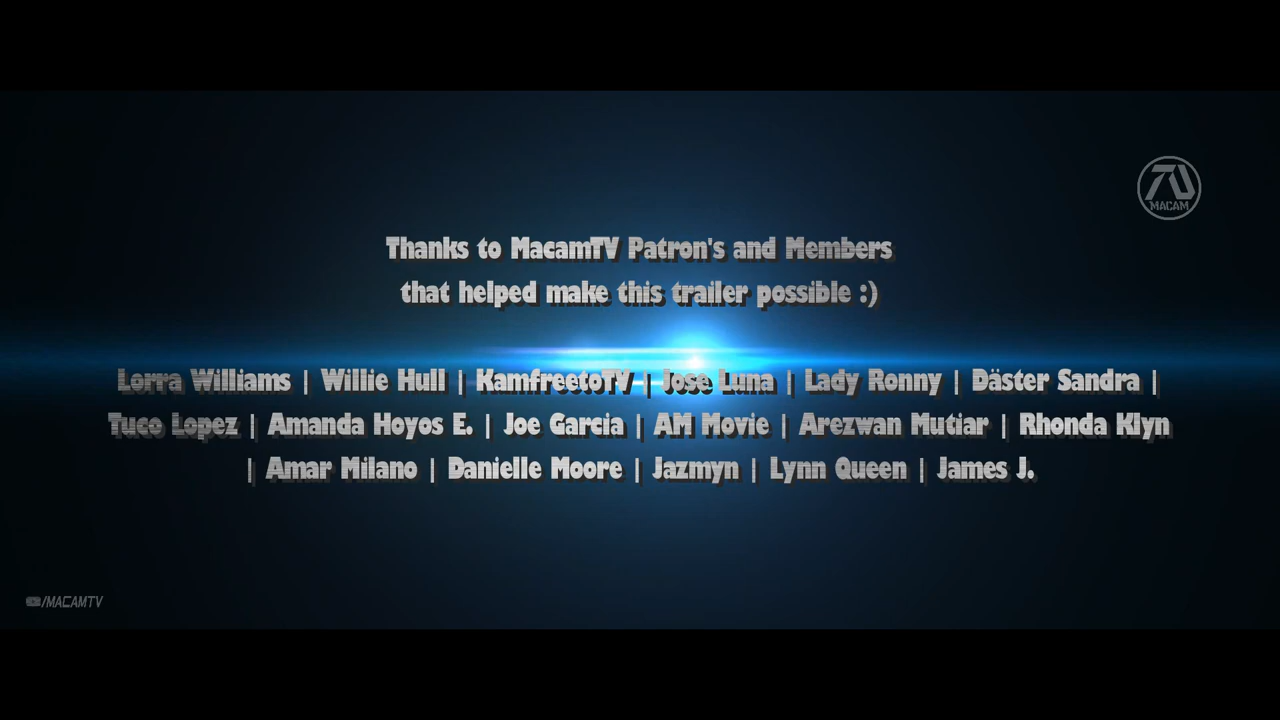 MACAM
Thanks to MacamTV Patron's and Members
that helped make this trailer possible :)
Lorra Williams | Willie Hull | KamfreetoTV | Jose Luna | Lady Ronny | Däster Sandra |
Tuco Lopez | Amanda Hoyos E. | Joe Garcia | AM Movie | Arezwan Mutiar | Rhonda Klyn
| Amar Milano | Danielle Moore | Jazmyn | Lynn Queen | James J.
/MACAMTV